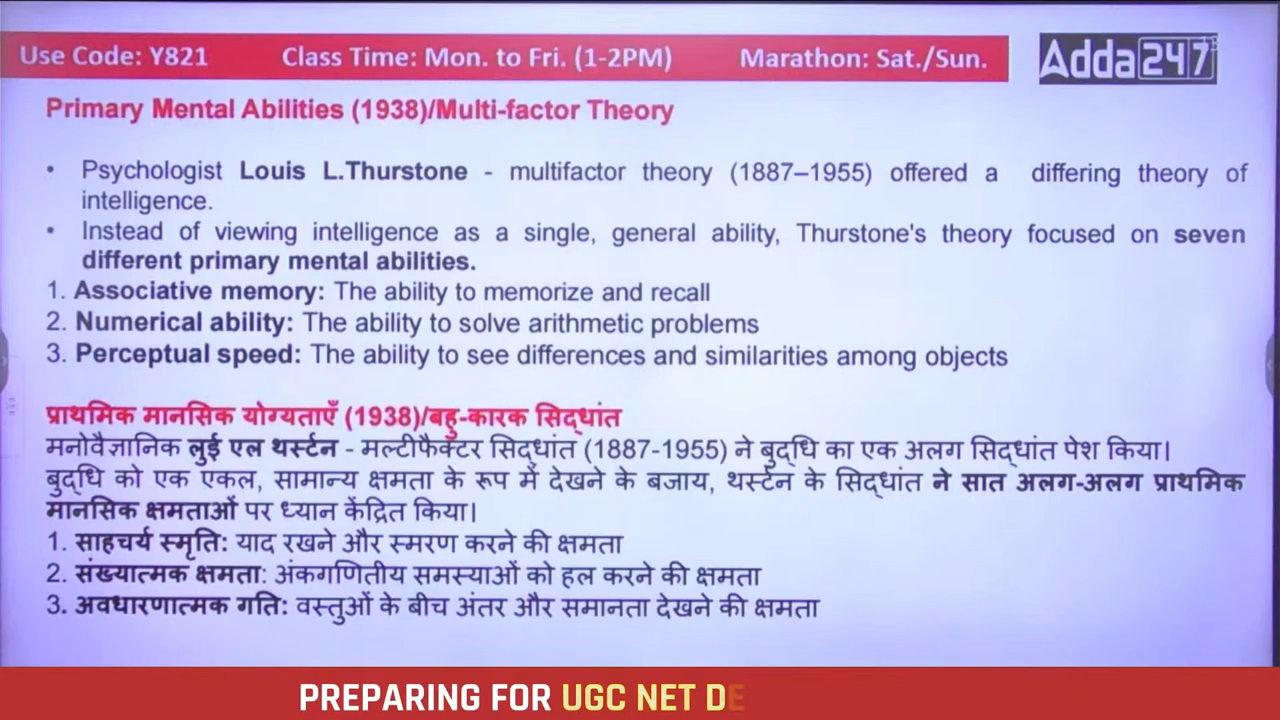 Use Code: Y821 Class Time: Mon. to Fri. (1-2PM) Marathon: Sat./Sun.
Adda247
Primary Mental Abilities (1938)/Multi-factor Theory
• Psychologist Louis L.Thurstone - multifactor theory (1887–1955) offered a differing theory of
intelligence.
• Instead of viewing intelligence as a single, general ability, Thurstone's theory focused on seven
different primary mental abilities.
1. Associative memory: The ability to memorize and recall
2. Numerical ability: The ability to solve arithmetic problems
3. Perceptual speed: The ability to see differences and similarities among objects
प्राथमिक मानसिक योग्यताएँ (1938)/बहु-कारक सिद्धांत
मनोवैज्ञानिक लुई एल थर्स्टन - मल्टीफैक्टर सिद्धांत (1887-1955) ने बुद्धि का एक अलग सिद्धांत पेश किया।
बुद्धि को एक एकल, सामान्य क्षमता के रूप में देखने के बजाय, थर्स्टन के सिद्धांत ने सात अलग-अलग प्राथमिक
मानसिक क्षमताओं पर ध्यान केंद्रित किया।
1. साहचर्य स्मृति: याद रखने और स्मरण करने की क्षमता
2. संख्यात्मक क्षमता: अंकगणितीय समस्याओं को हल करने की क्षमता
3. अवधारणात्मक गति: वस्तुओं के बीच अंतर और समानता देखने की क्षमता
PREPARING FOR UGC NET DE